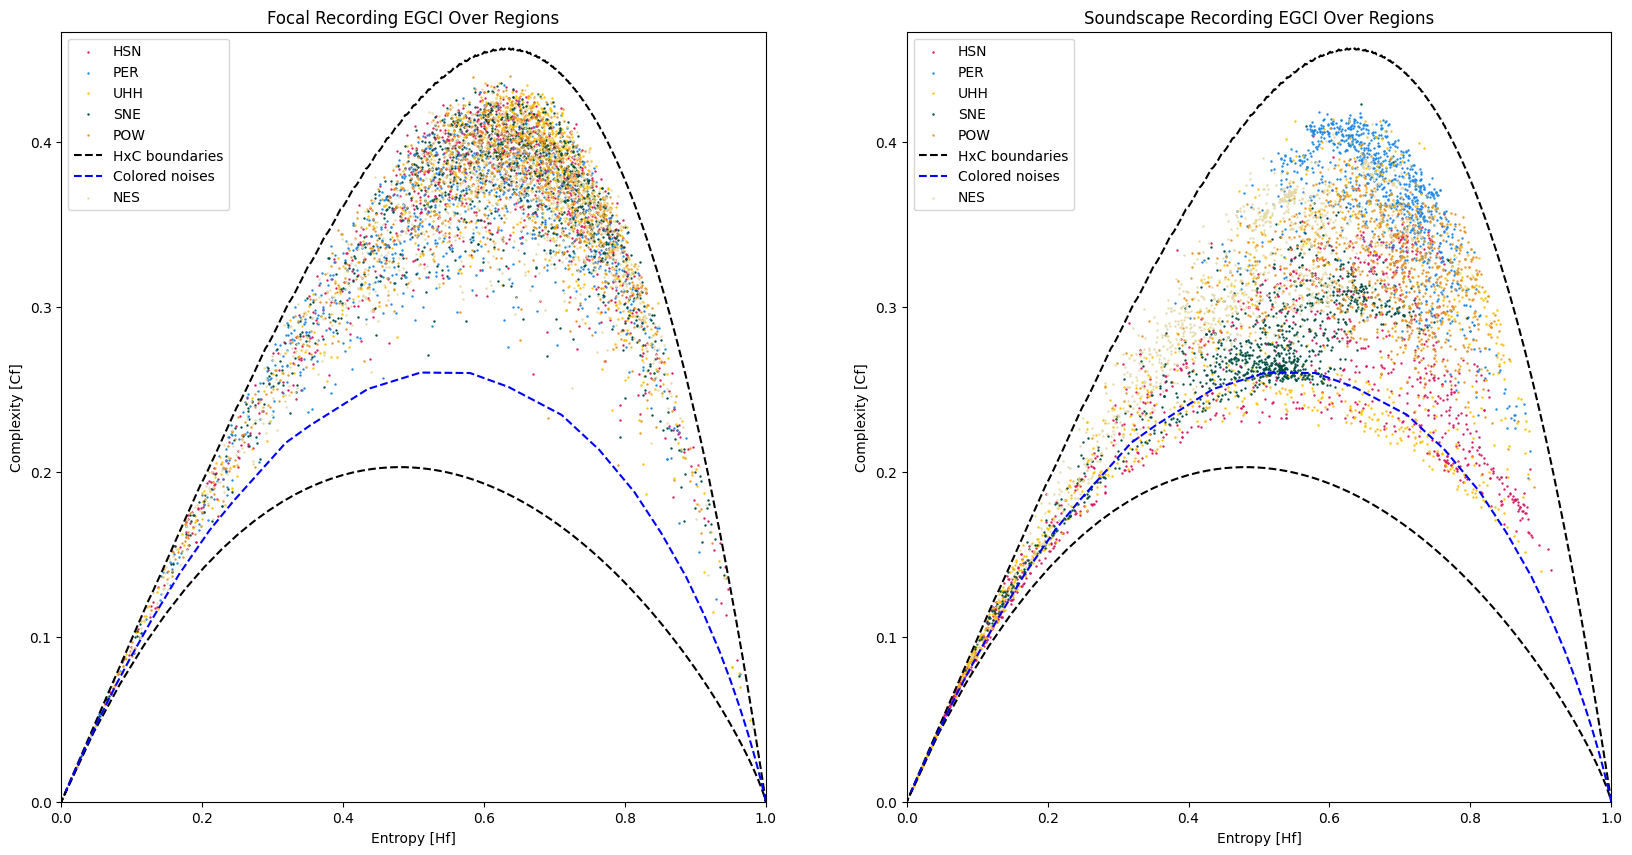 Focal Recording EGCI Over Regions
HSN
PER
UHH
SNE
POW
HxC boundaries
Colored noises
NES
Complexity [Cf]
0.4
0.3
0.2
0.1
0.0
0.0 0.2 0.4 0.6 0.8 1.0
Entropy [Hf]
Soundscape Recording EGCI Over Regions
HSN
PER
UHH
SNE
POW
HxC boundaries
Colored noises
NES
Complexity [Cf]
0.4
0.3
0.2
0.1
0.0
0.0 0.2 0.4 0.6 0.8 1.0
Entropy [Hf]